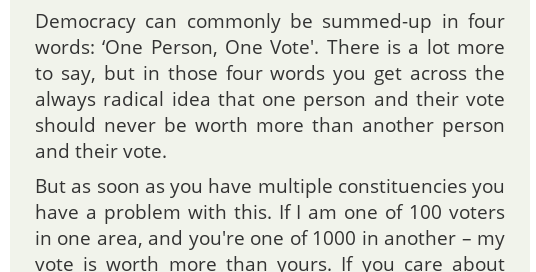 Democracy can commonly be summed-up in four
words: ‘One Person, One Vote'. There is a lot more
to say, but in those four words you get across the
always radical idea that one person and their vote
should never be worth more than another person
and their vote.
But as soon as you have multiple constituencies you
have a problem with this. If I am one of 100 voters
in one area, and you're one of 1000 in another – my
vote is worth more than yours. If you care about